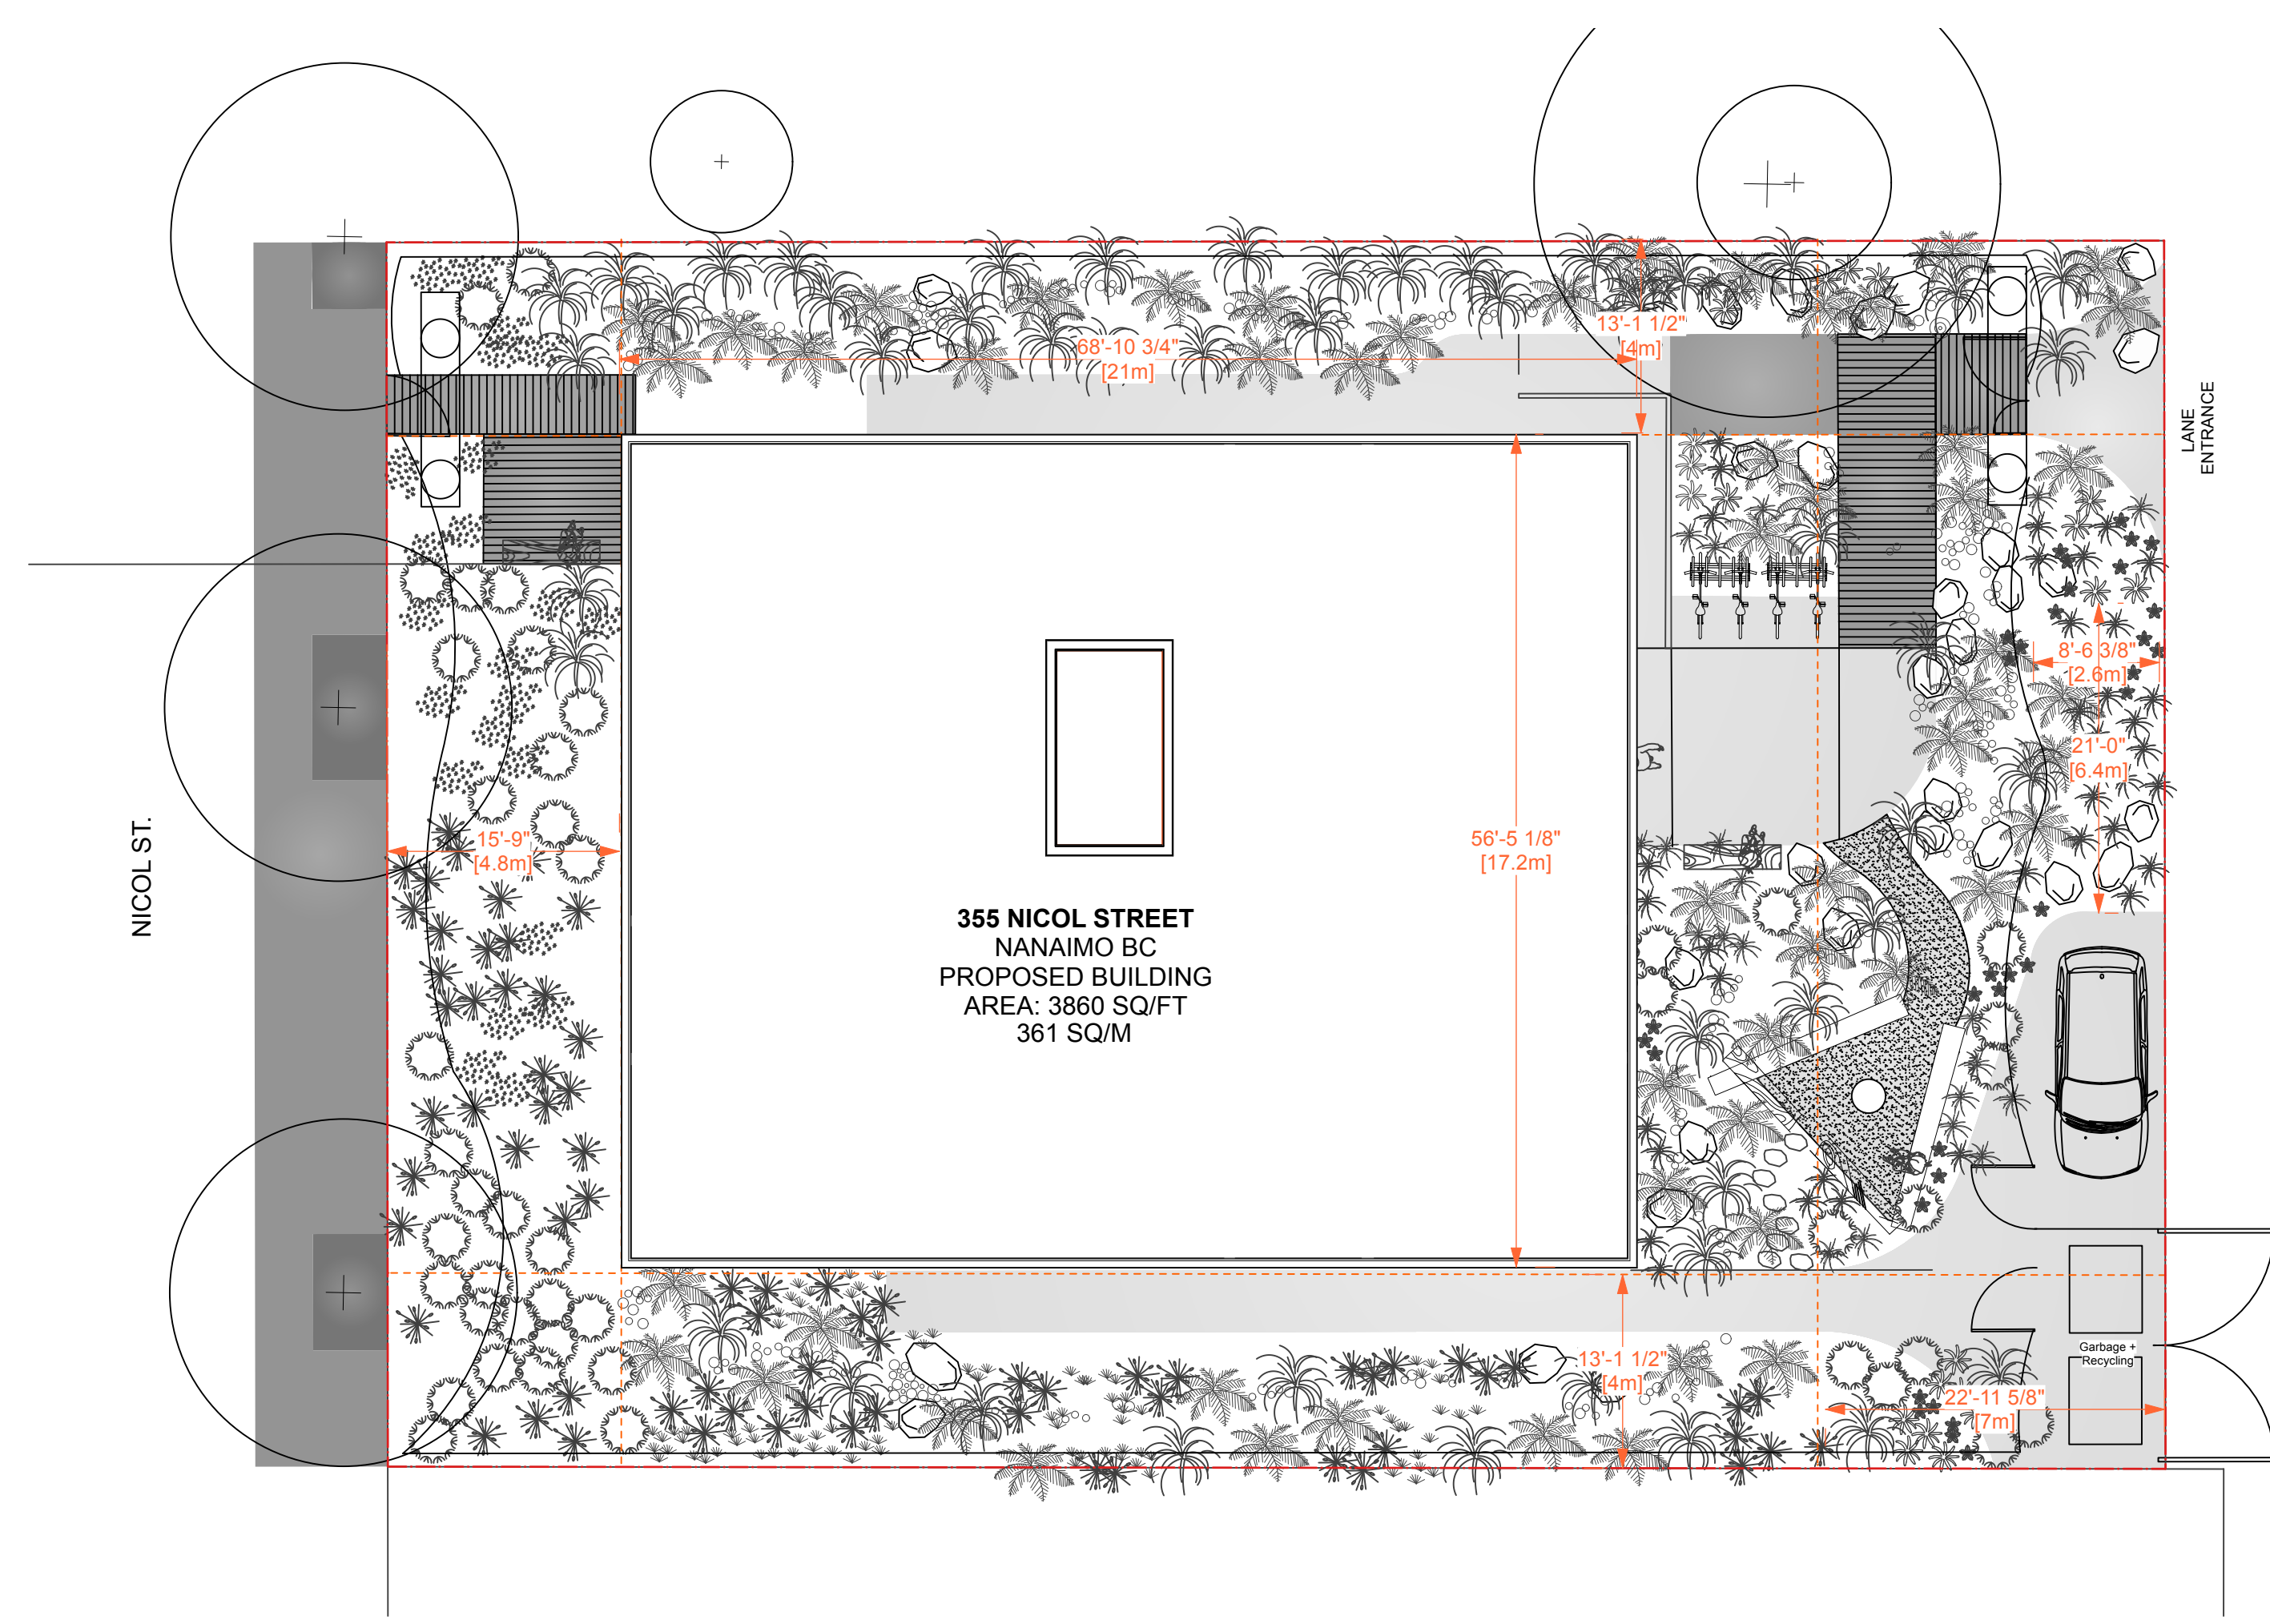 13'-1 1/2"
[4m]
68'-10 3/4"
[21m]
LANE
ENTRANCE
8'-6 3/8"
[2.6m]
21'-0"
[6.4m]
NICOL ST.
15'-9"
[4.8m]
56'-5 1/8"
[17.2m]
355 NICOL STREET
NANAIMO BC
PROPOSED BUILDING
AREA: 3860 SQ/FT
361 SQ/M
Garbage +
Recycling
13'-1 1/2"
[4m]
22'-11 5/8"
[7m]